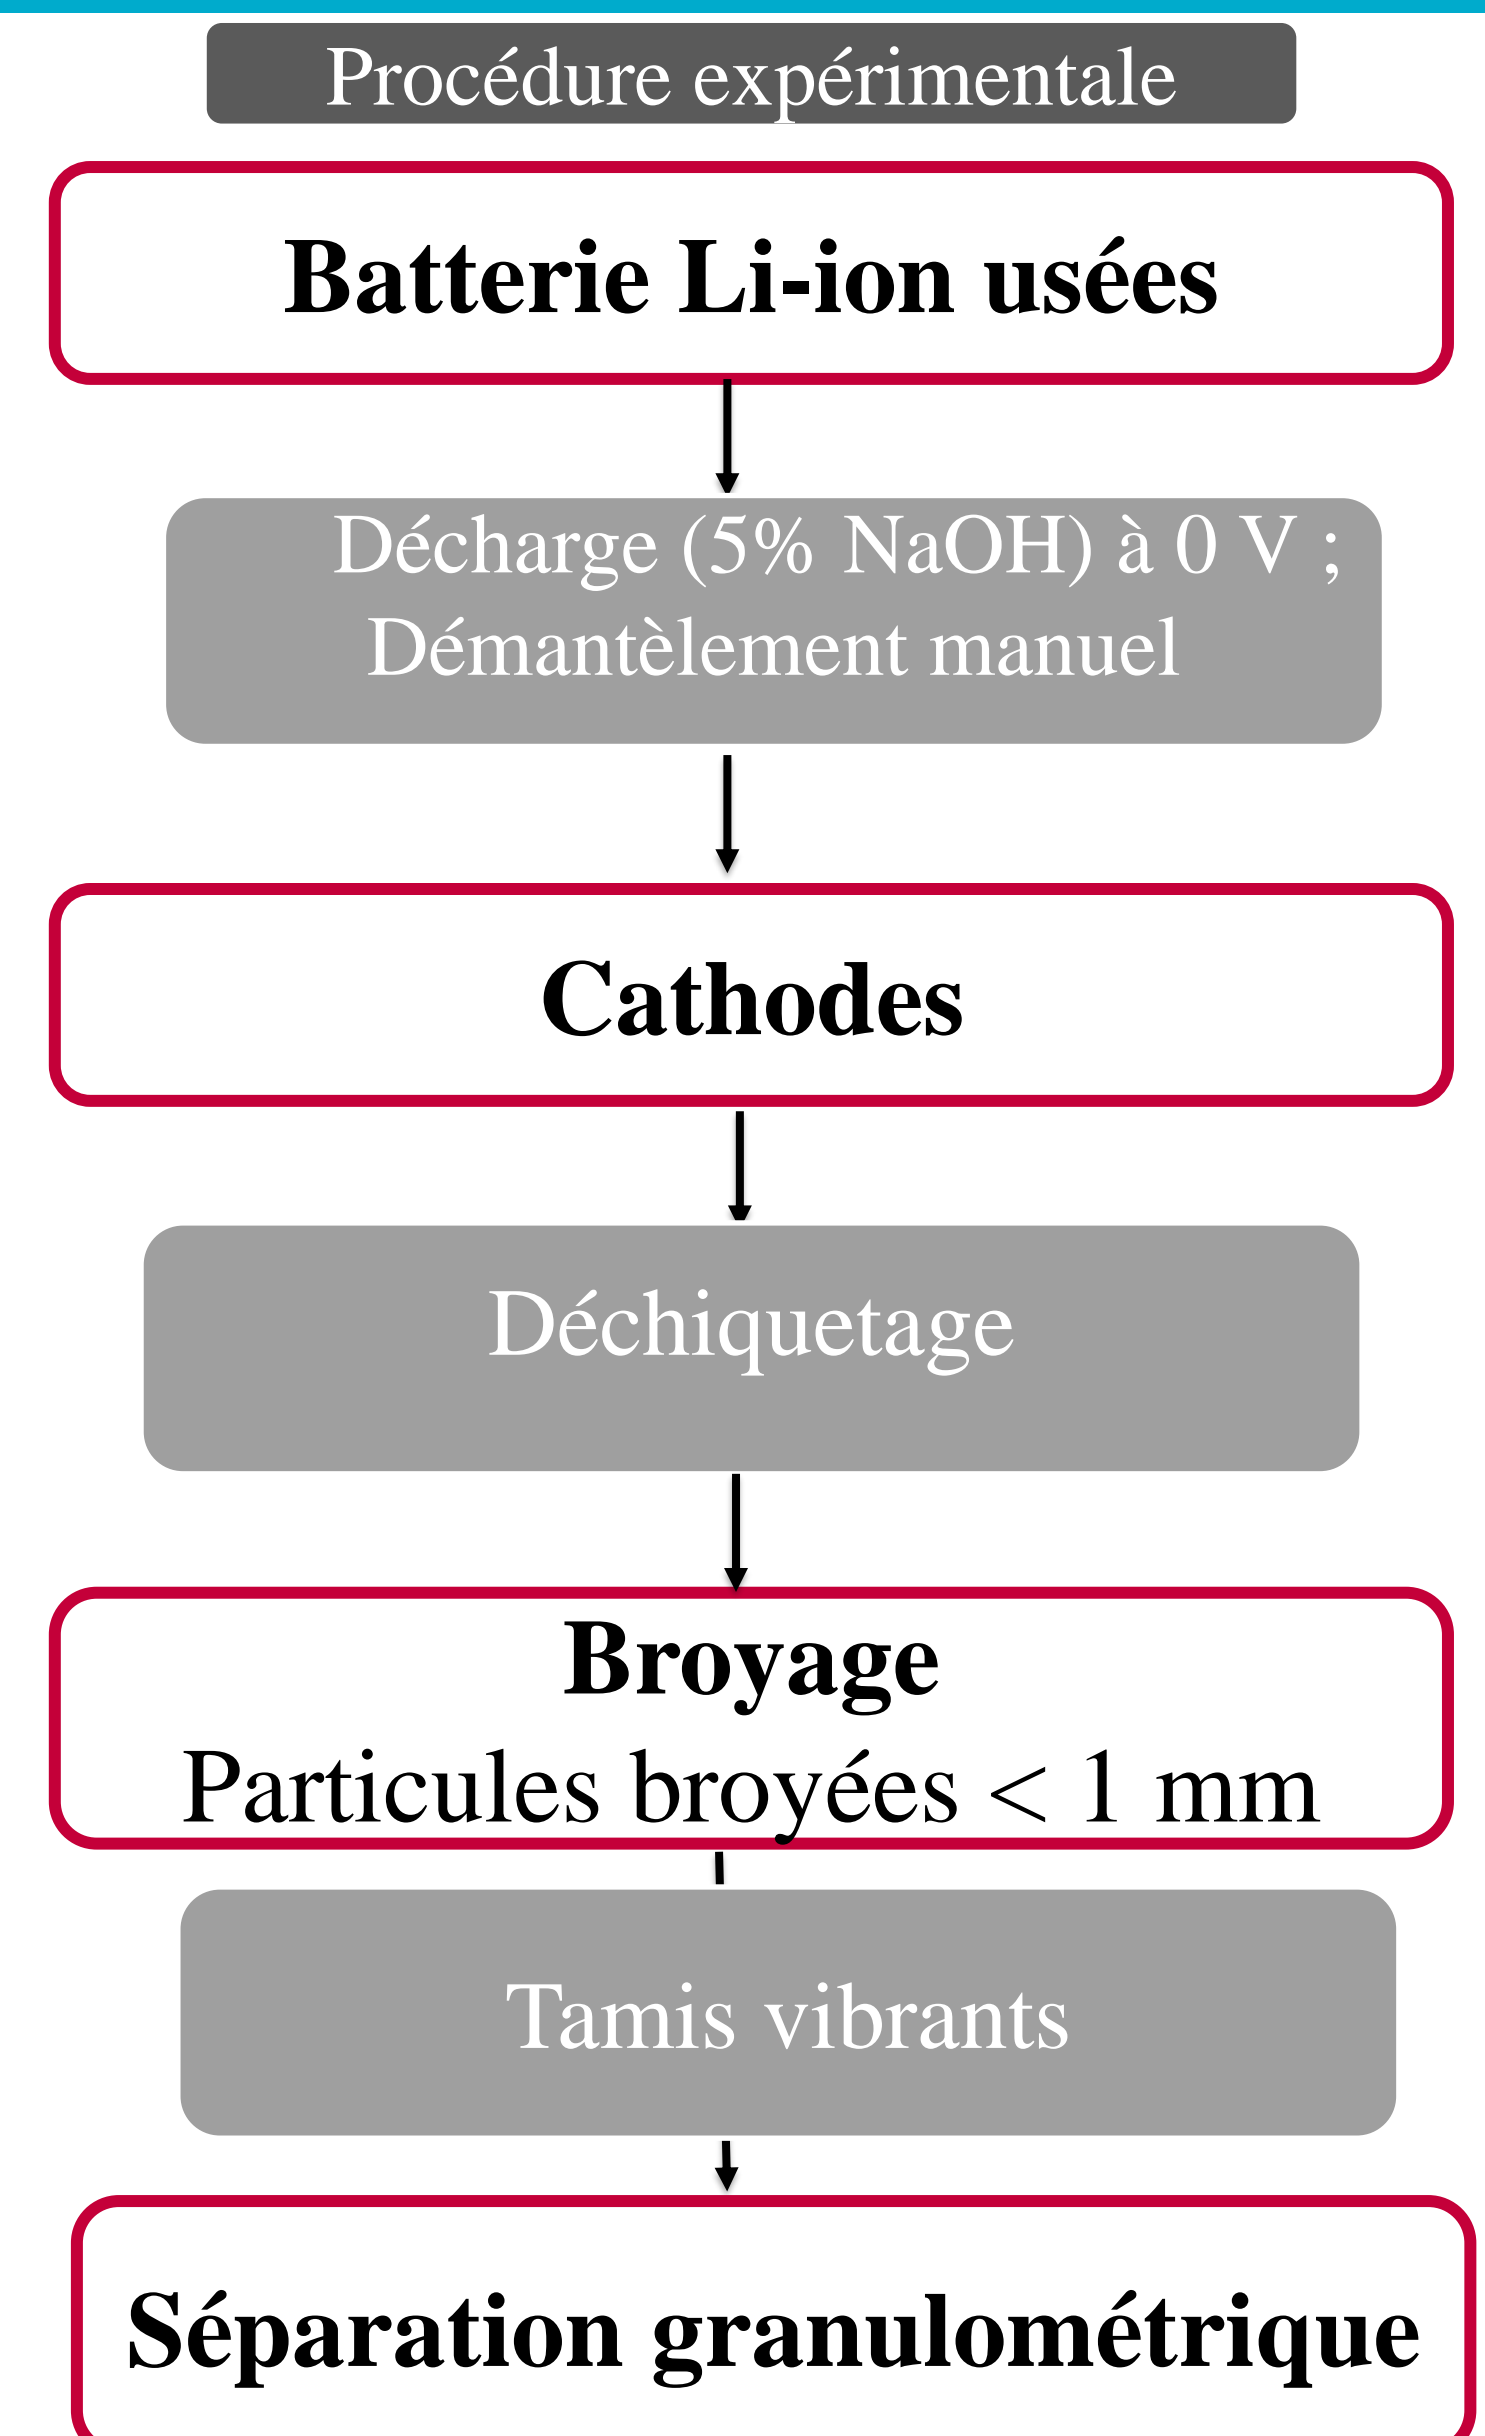 Procédure expérimentale
Batterie Li-ion usées
Décharge (5% NaOH) à 0 V ;
Démantèlement manuel
Cathodes
Déchiquetage
Broyage
Particules broyées < 1 mm
Tamis vibrants
Séparation granulométrique